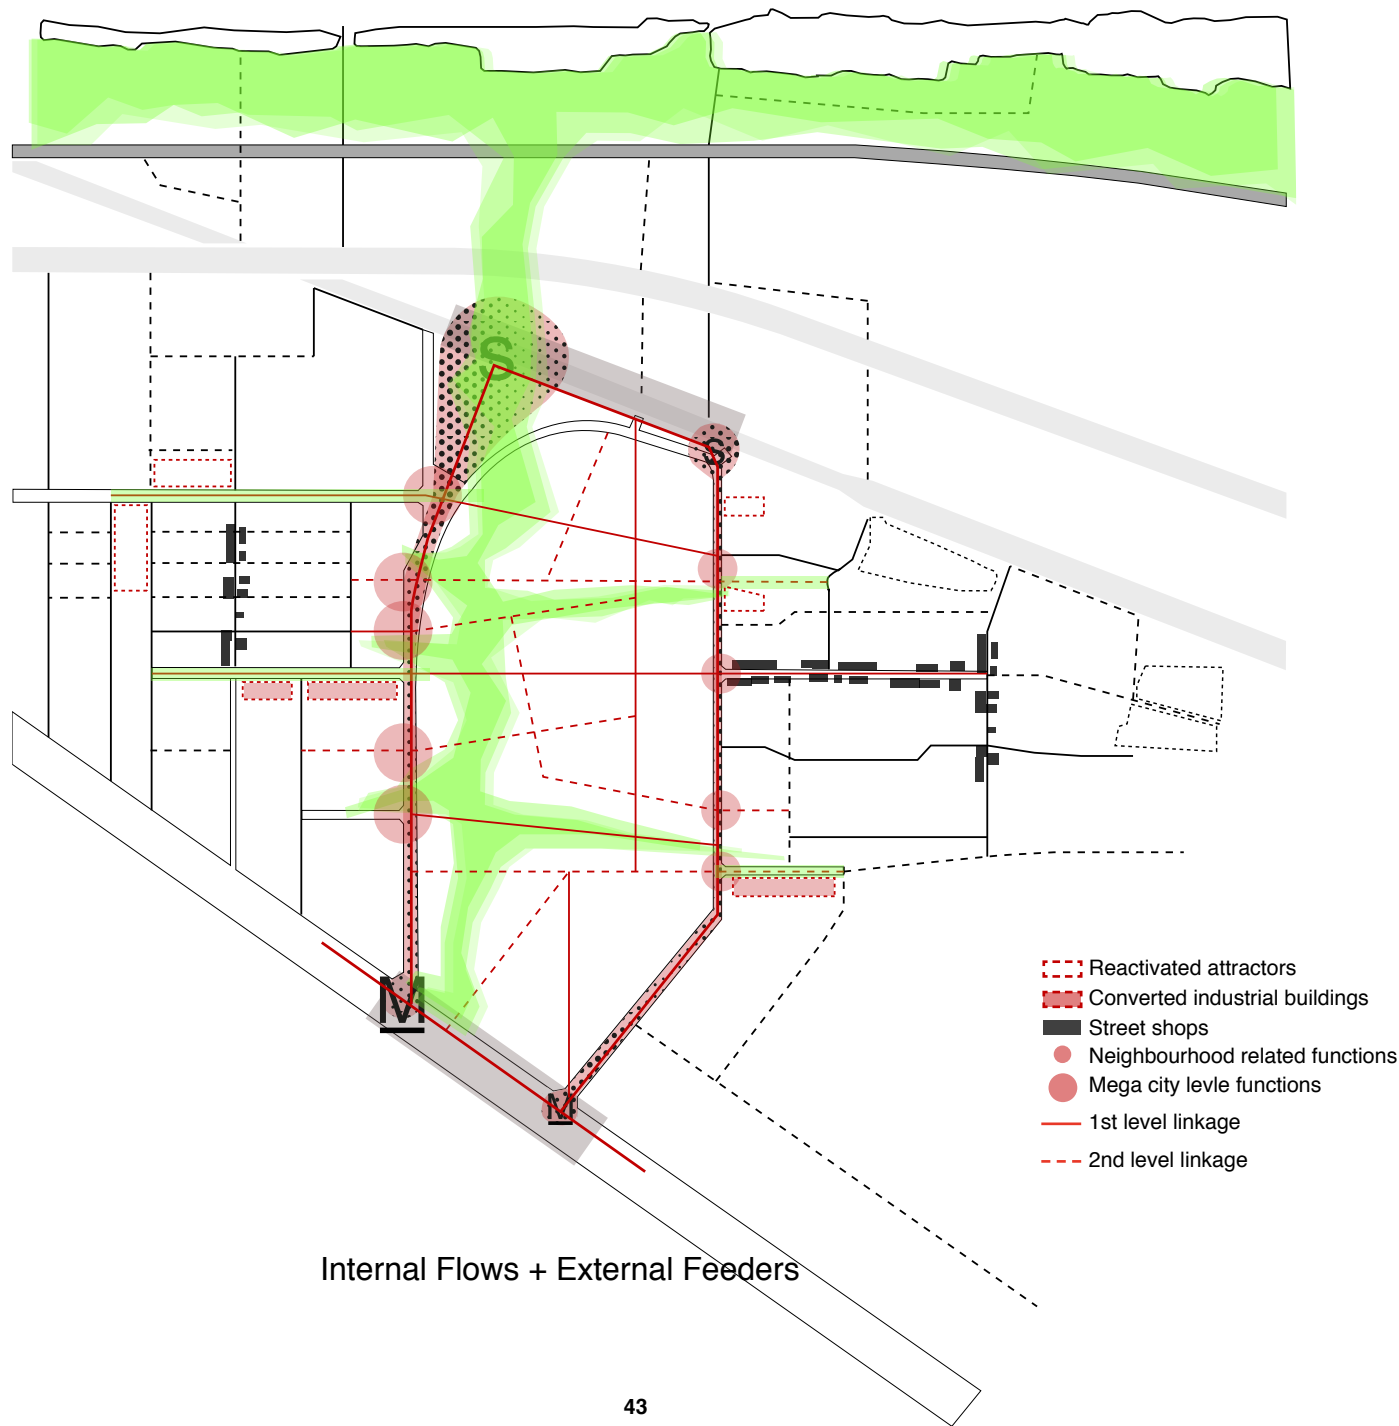 S
S
M
M
Reactivated attractors
Converted industrial buildings
Street shops
Neighbourhood related functions
Mega city levle functions
1st level linkage
2nd level linkage
Internal Flows + External Feeders
43